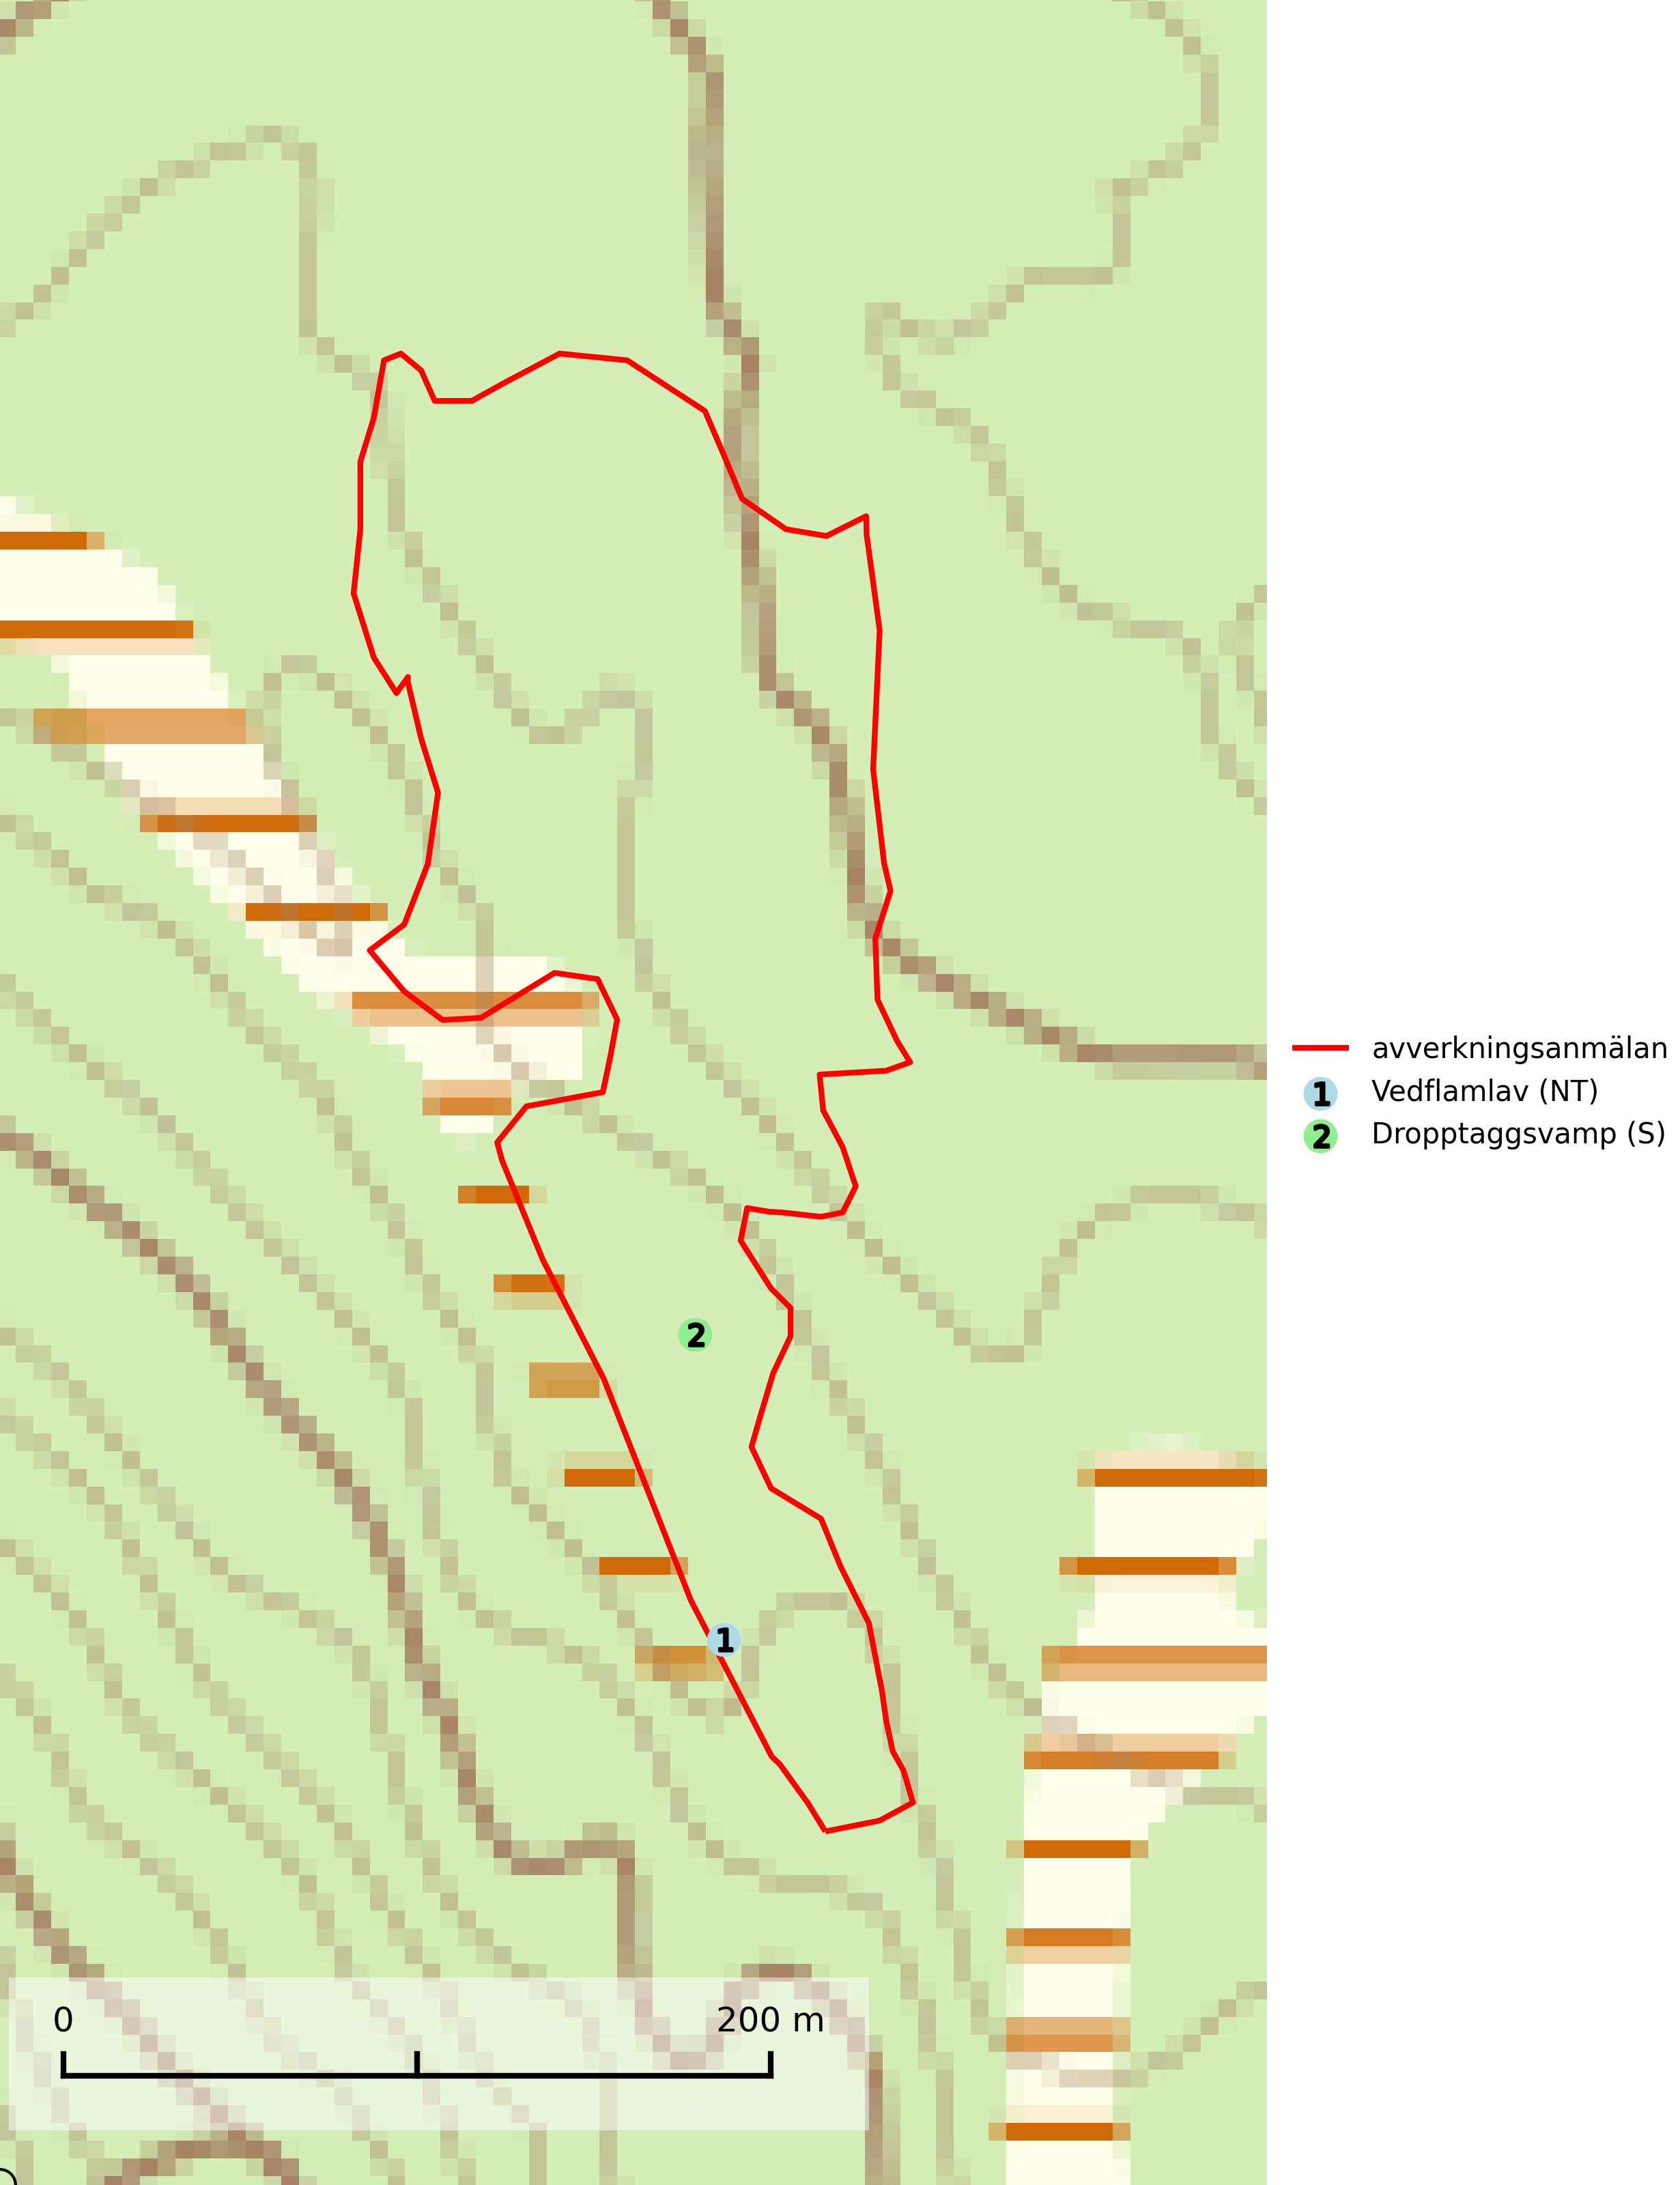 avverkningsanmälan
1 Vedflamlav (NT)
2 Dropptaggsvamp (S)
2
1
0 200 m